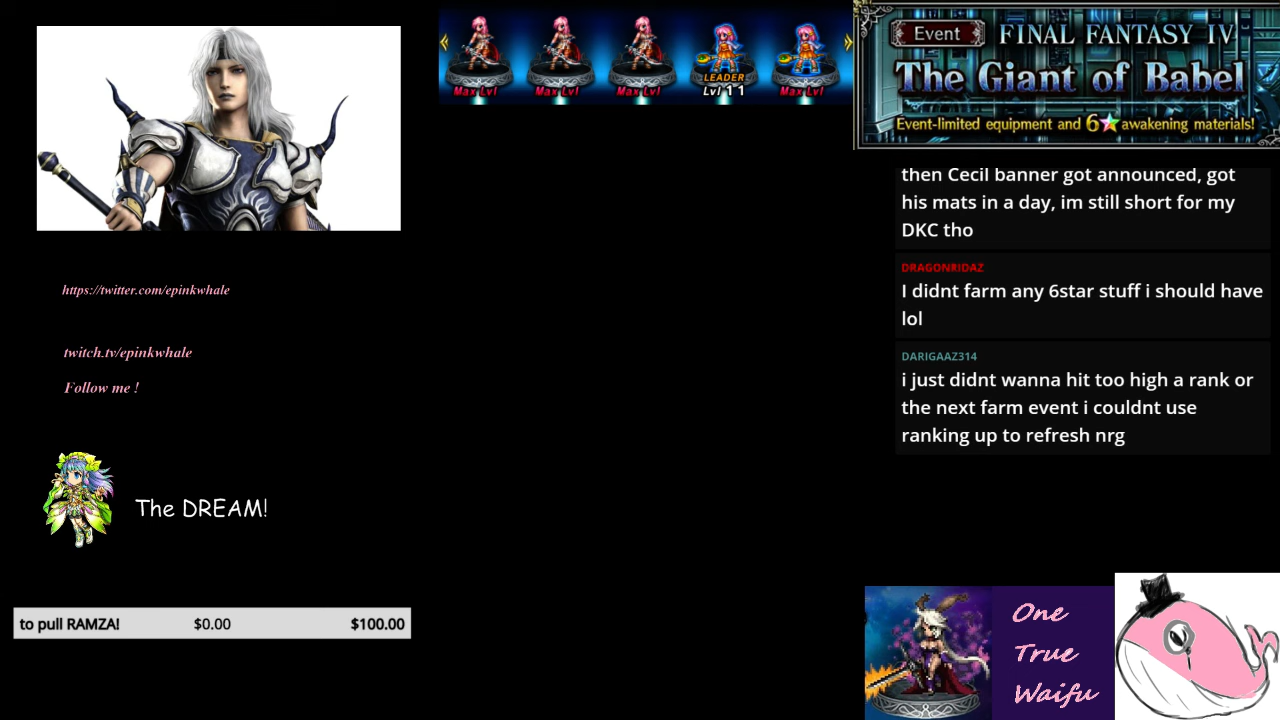 Max Lvl
Max Lvl
Max Lvl
LEADER
Lvl 11
Max Lvl
Event
FINAL FANTASY IV
The Giant of Babel
Event-limited equipment and 6★ awakening materials!
then Cecil banner got announced, got
his mats in a day, im still short for my
DKC tho
DRAGONRIDAZ
I didnt farm any 6star stuff i should have
lol
DARIGAAZ314
i just didnt wanna hit too high a rank or
the next farm event i couldnt use
ranking up to refresh nrg
https://twitter.com/epinkwhale
twitch.tv/epinkwhale
Follow me !
The DREAM!
to pull RAMZA! $0.00 $100.00
One
True
Waifu